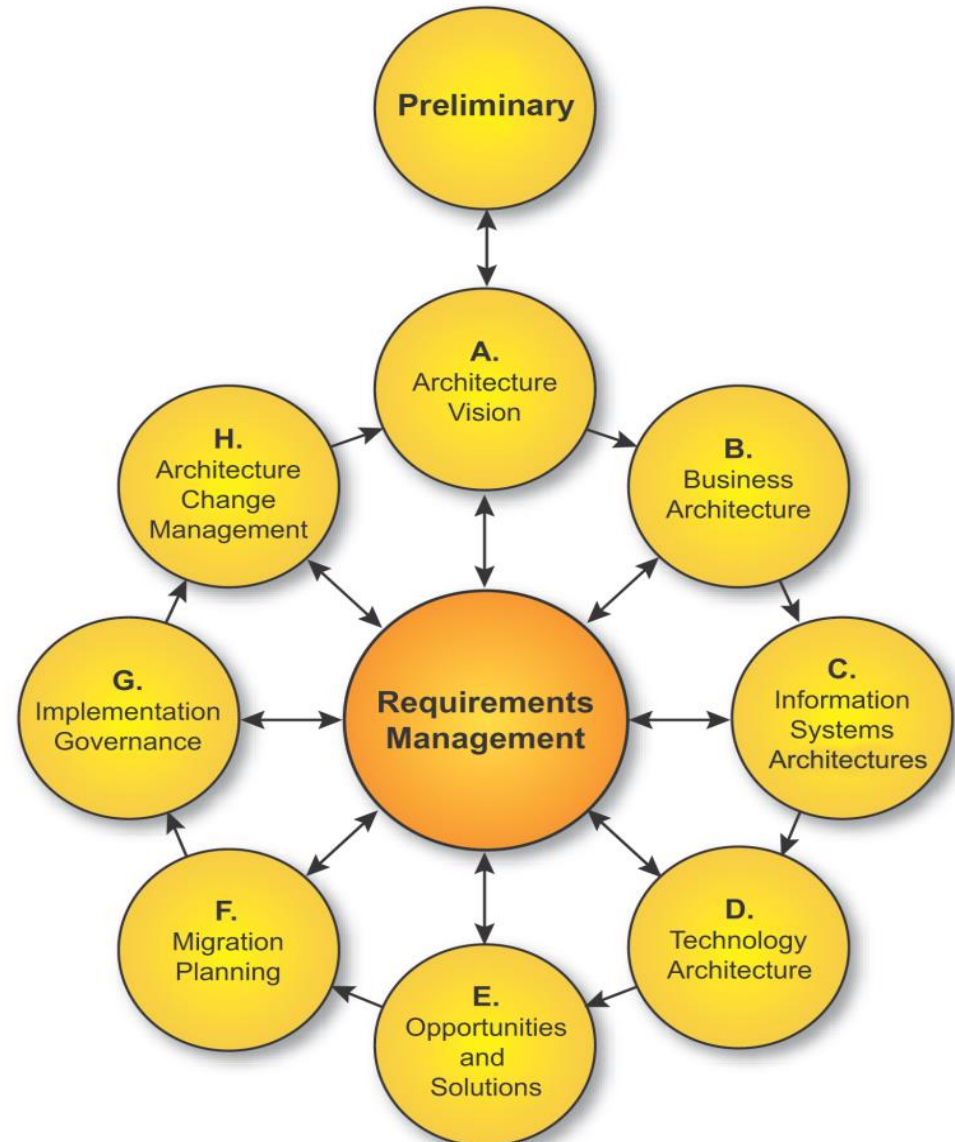 Preliminary
A.
Architecture
Vision
B.
Business
Architecture
C.
Information
Systems
Architectures
D.
Technology
Architecture
E.
Opportunities
and
Solutions
F.
Migration
Planning
G.
Implementation
Governance
H.
Architecture
Change
Management
Requirements
Management